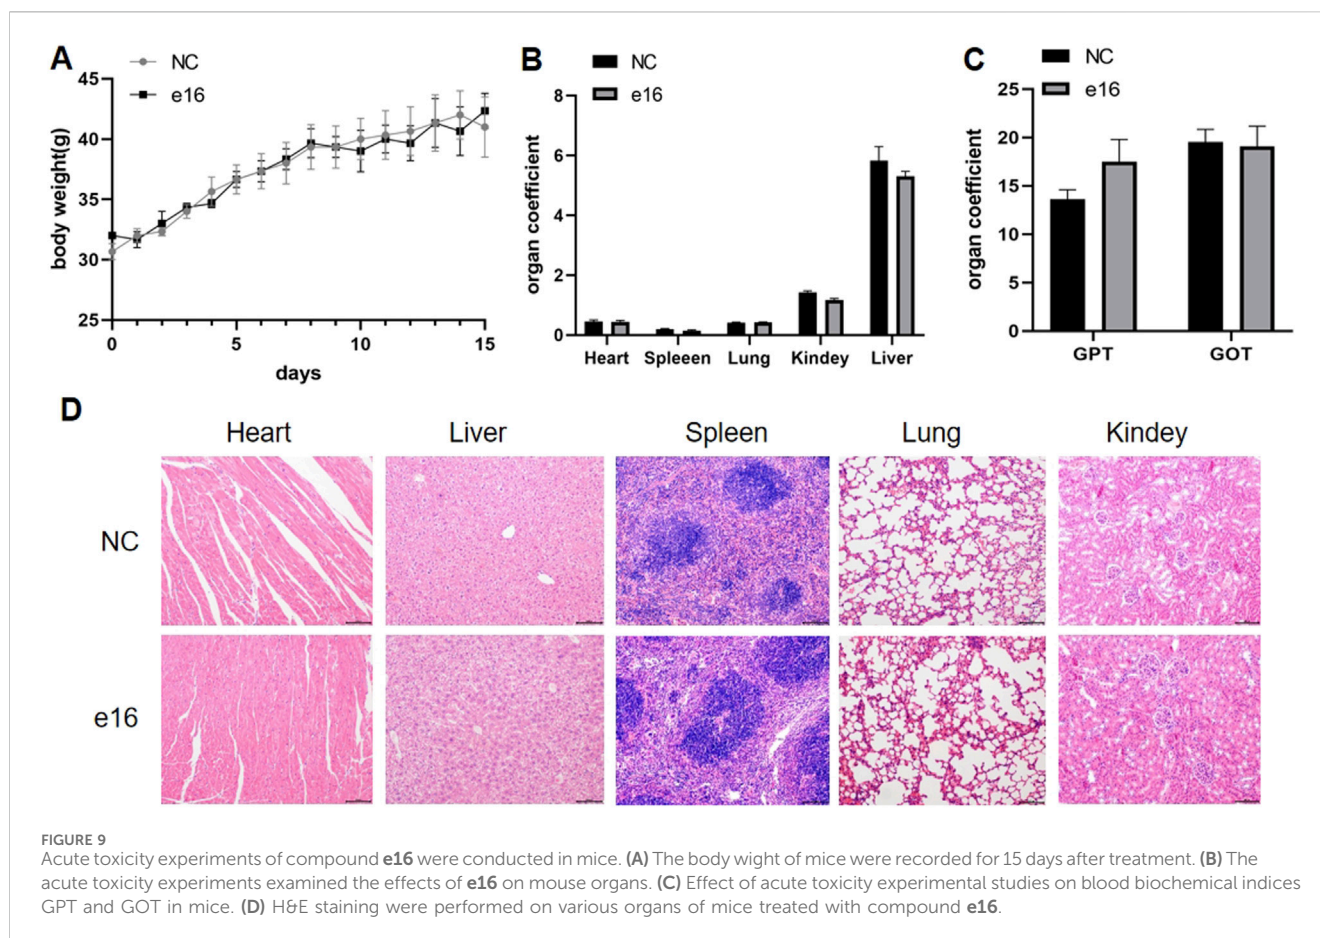 A
NC
e16
45
40
35
30
25
body weight(g)
0
5
10
15
days
B
NC
e16
8
6
4
2
0
organ coefficient
Heart
Spleeen
Lung
Kindey
Liver
C
NC
e16
25
20
15
10
5
0
organ coefficient
GPT
GOT
D
Heart
Liver
Spleen
Lung
Kindey
NC
e16
FIGURE 9
Acute toxicity experiments of compound e16 were conducted in mice. (A) The body wight of mice were recorded for 15 days after treatment. (B) The
acute toxicity experiments examined the effects of e16 on mouse organs. (C) Effect of acute toxicity experimental studies on blood biochemical indices
GPT and GOT in mice. (D) H&E staining were performed on various organs of mice treated with compound e16.